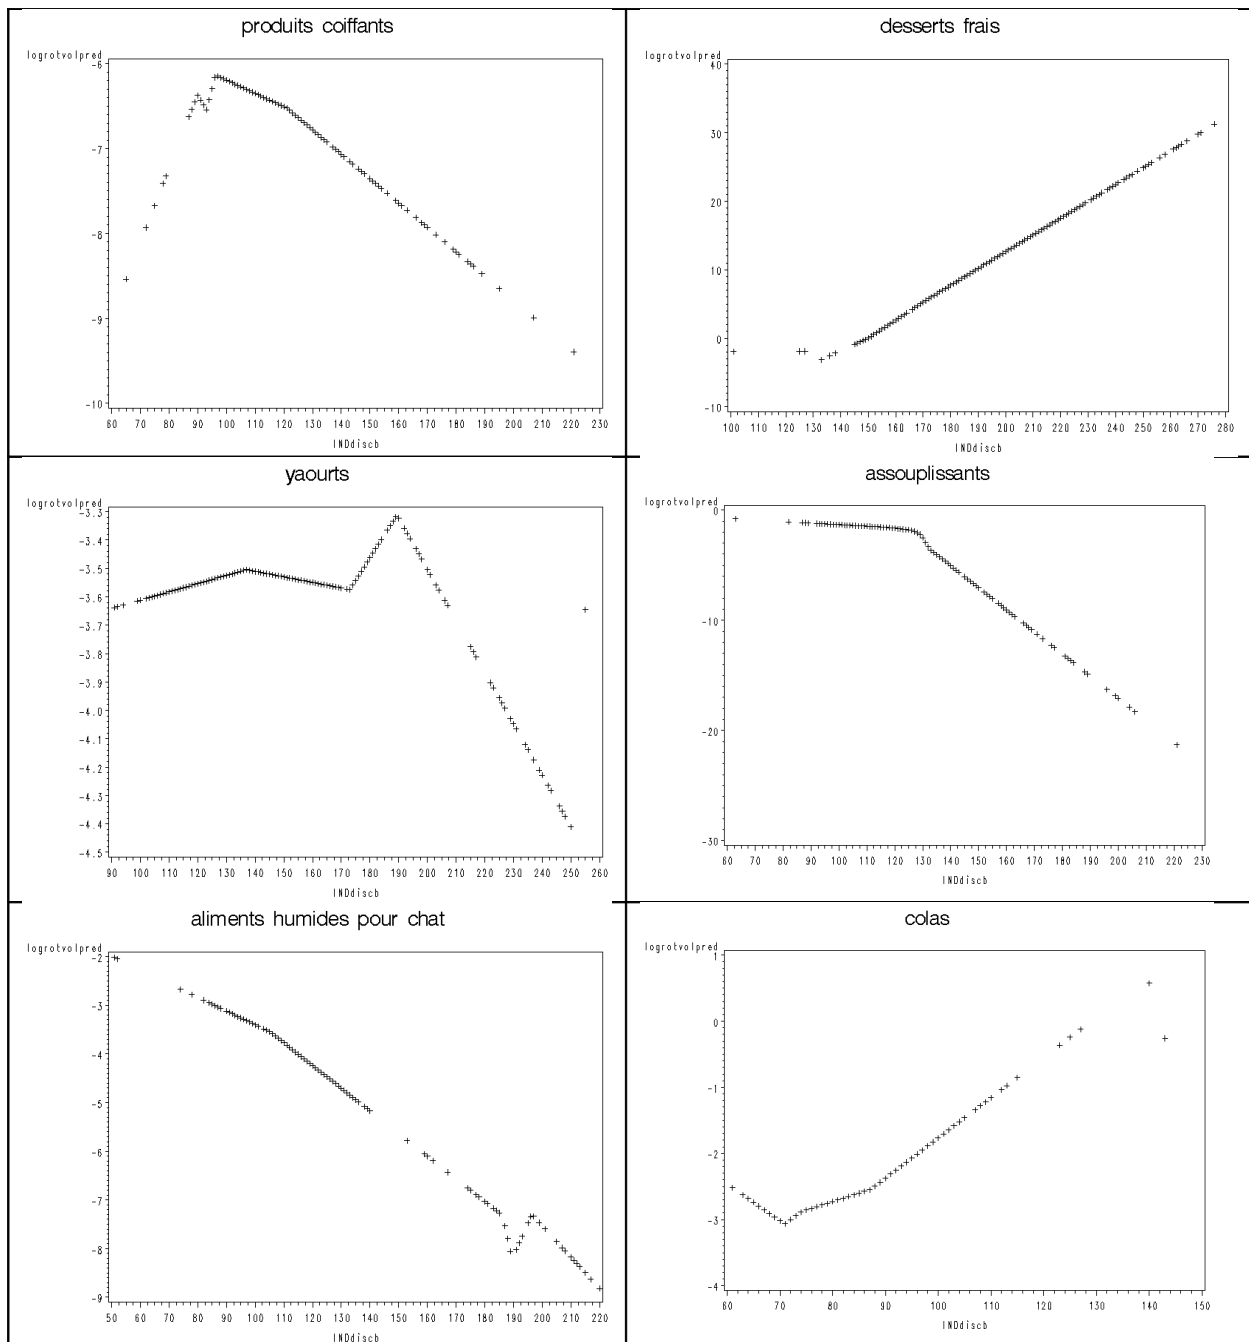 produits coiffants
logrotvolpred
-6
-7
-8
-9
-10
60 70 80 90 100 110 120 130 140 150 160 170 180 190 200 210 220 230
INDdiscb
desserts frais
logrotvolpred
40
30
20
10
0
-10
100 110 120 130 140 150 160 170 180 190 200 210 220 230 240 250 260 270 280
INDdiscb
yaourts
logrotvolpred
-3.3
-3.4
-3.5
-3.6
-3.7
-3.8
-3.9
-4.0
-4.1
-4.2
-4.3
-4.4
-4.5
90 100 110 120 130 140 150 160 170 180 190 200 210 220 230 240 250 260
INDdiscb
assouplissants
logrotvolpred
0
-10
-20
-30
60 70 80 90 100 110 120 130 140 150 160 170 180 190 200 210 220 230
INDdiscb
aliments humides pour chat
logrotvolpred
-2
-3
-4
-5
-6
-7
-8
-9
50 60 70 80 90 100 110 120 130 140 150 160 170 180 190 200 210 220
INDdiscb
colas
logrotvolpred
1
0
-1
-2
-3
-4
60 70 80 90 100 110 120 130 140 150
INDdiscb